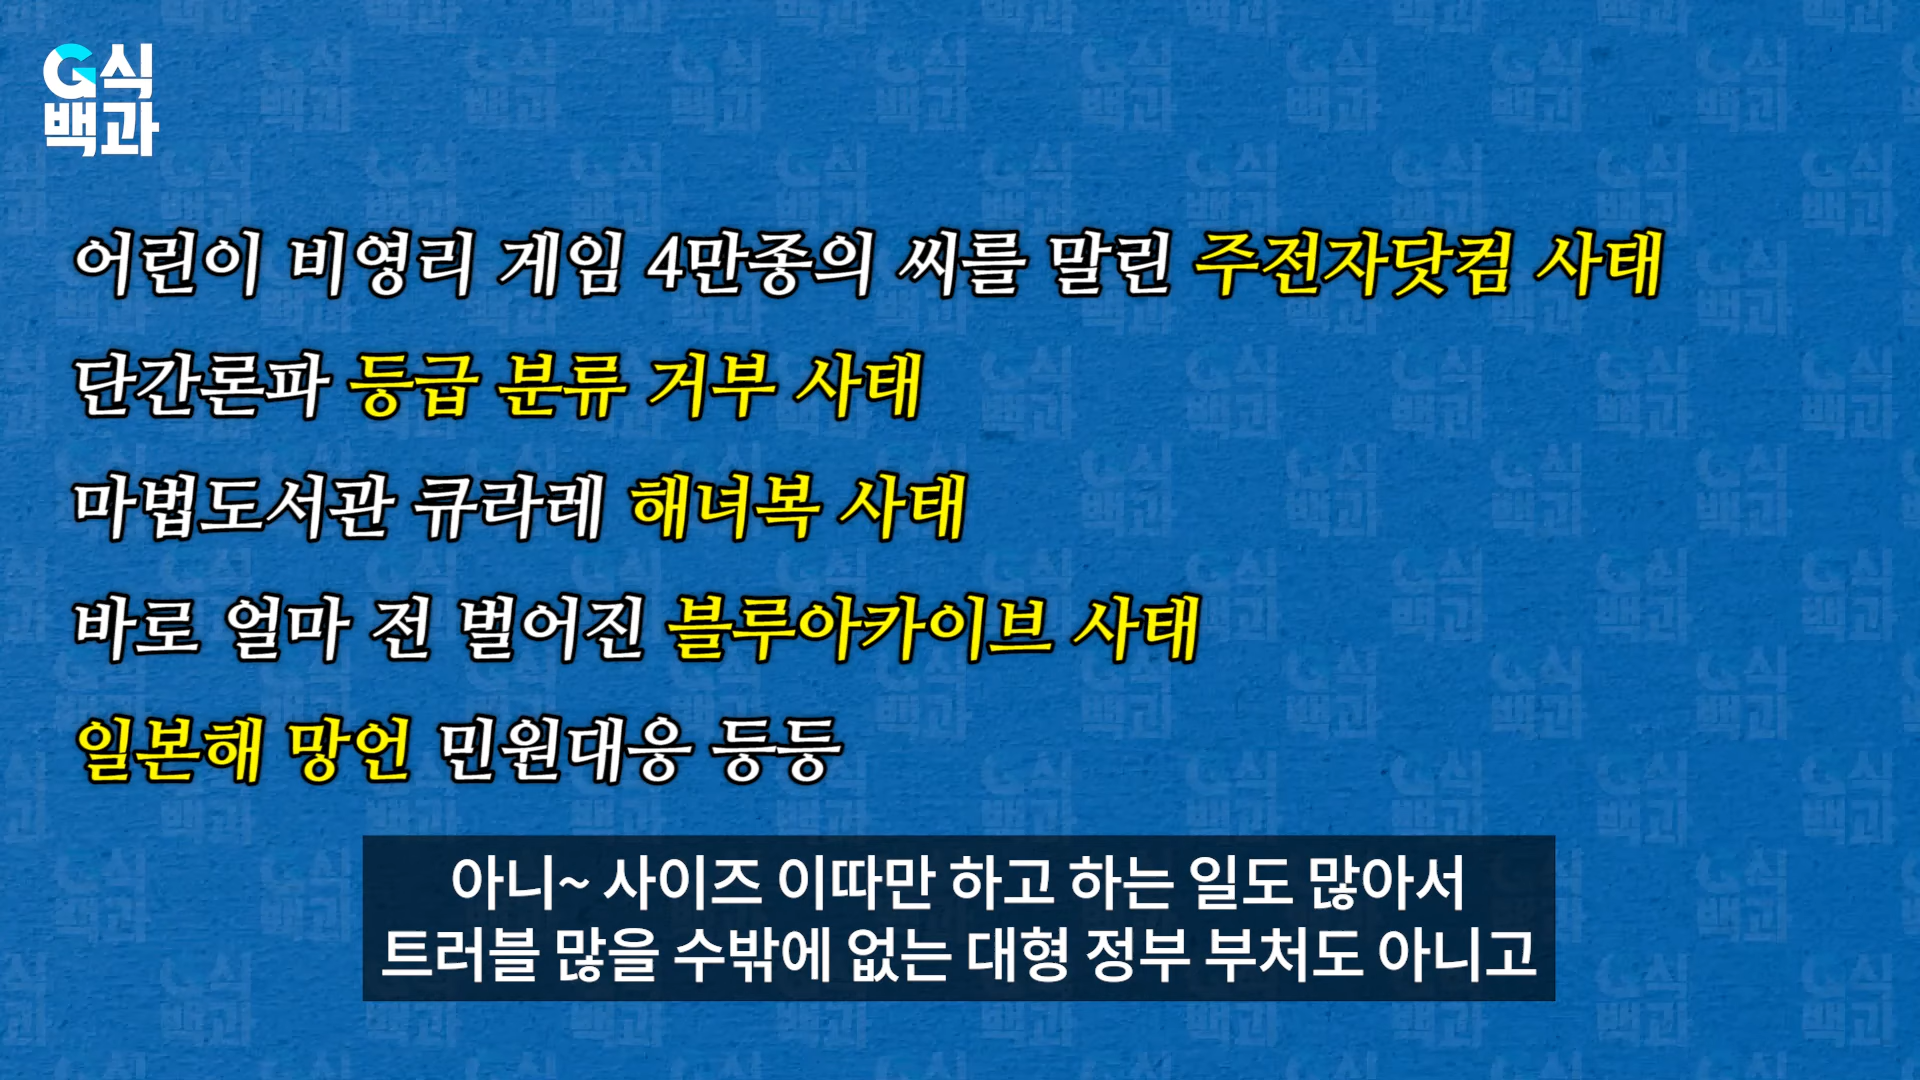 G식
백과
어린이 비영리 게임 4만종의 씨를 말린 주전자닷컴 사태
단간론파 등급 분류 거부 사태
마법도서관 큐라레 해녀복 사태
바로 얼마 전 벌어진 블루아카이브 사태
일본해 망언 민원대응 등등
아니~ 사이즈 이따만 하고 하는 일도 많아서
트러블 많을 수밖에 없는 대형 정부 부처도 아니고